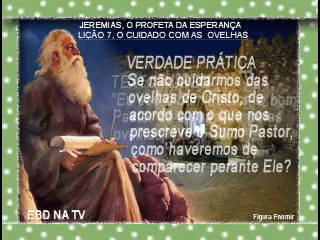 JEREMIAS, O PROFETA DA ESPERANÇA
LIÇÃO 7, O CUIDADO COM AS OVELHAS
VERDADE PRÁTICA
Se não cuidarmos das
ovelhas de Cristo, de
acordo com o que nos
prescreve o Sumo Pastor,
como haveremos de
comparecer perante Ele?
EBD NA TV
Figura